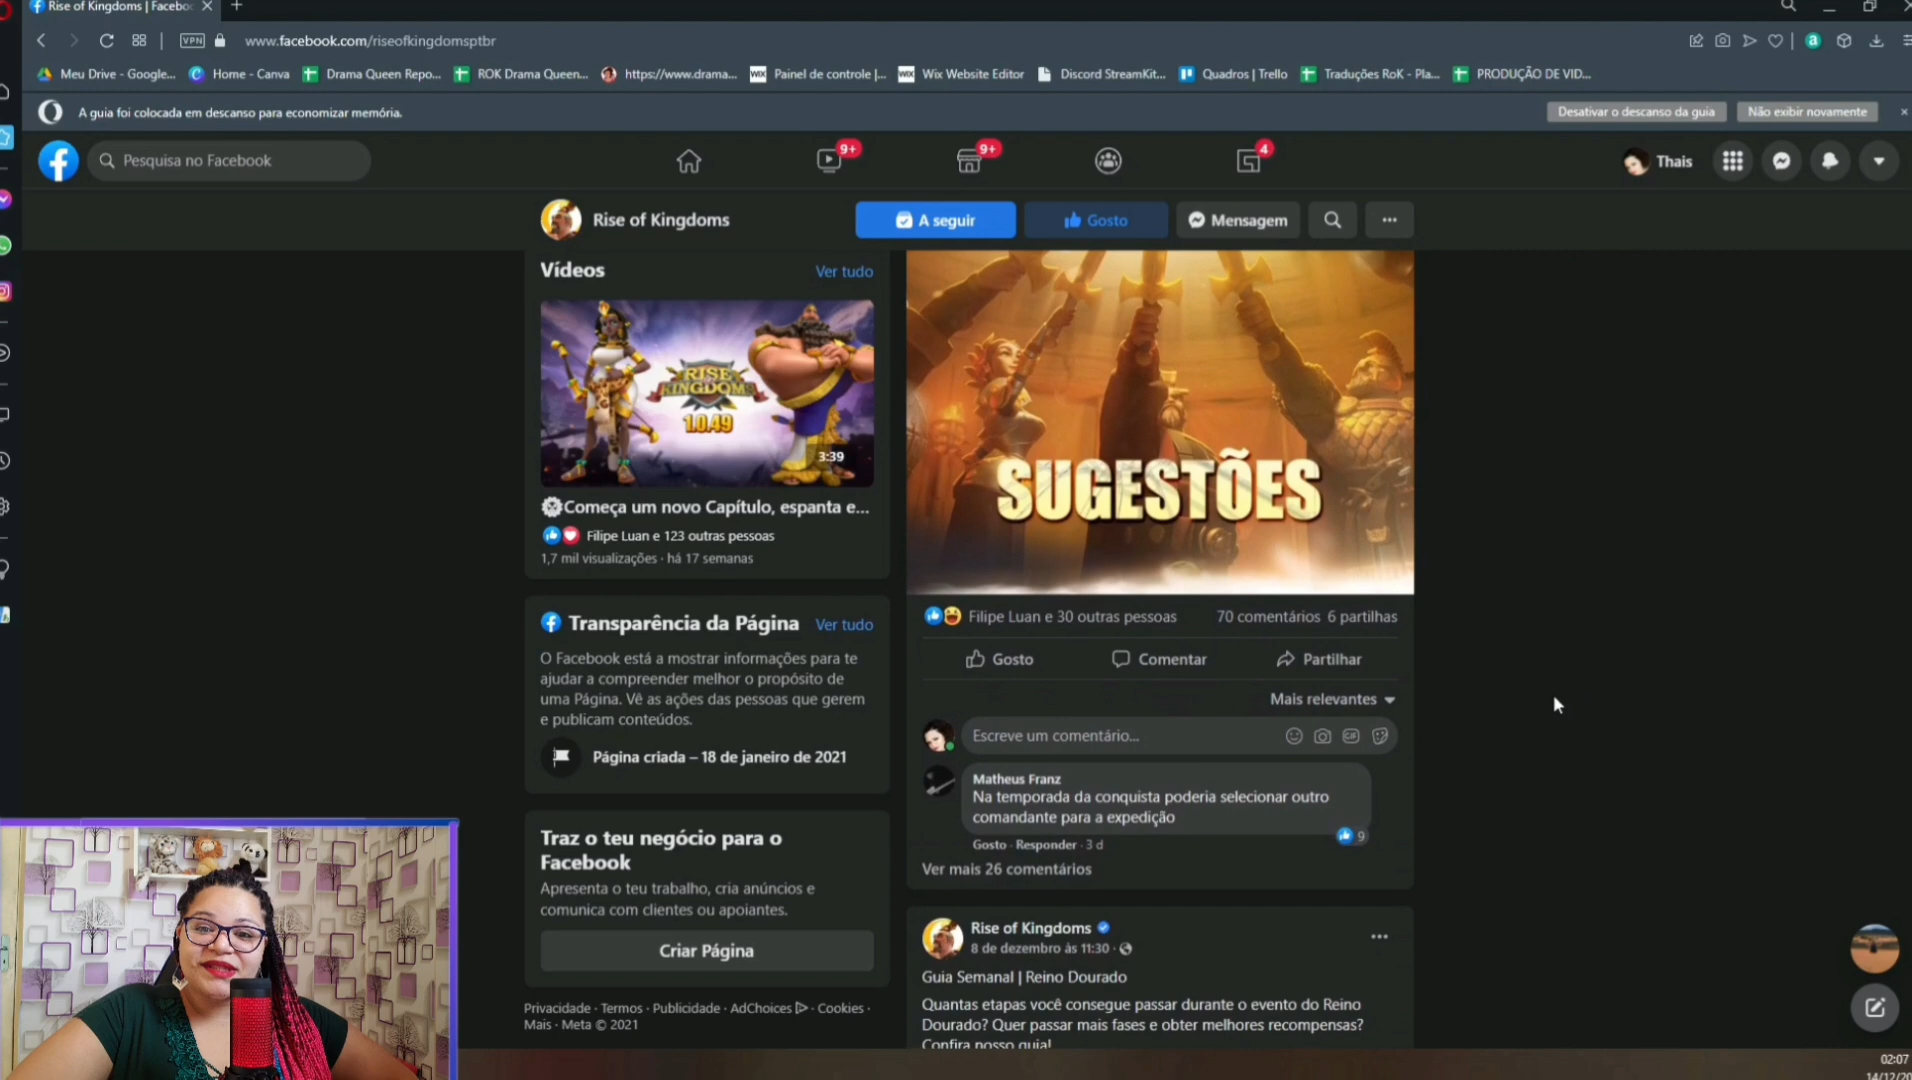 Rise of Kingdoms | Facebo
www.facebook.com/riseofkingdomsptbr
VPN
Meu Drive - Google...
Home - Canva
Drama Queen Repo...
ROK Drama Queen...
https://www.drama...
WIX Painel de controle |...
WIX Wix Website Editor
Discord StreamKit...
Quadros | Trello
Traduções RoK - Pla...
PRODUÇÃO DE VID...
A guia foi colocada em descanso para economizar memória.
Desativar o descanso da guia
Não exibir novamente
Pesquisa no Facebook
9+
9+
4
Thais
Rise of Kingdoms
A seguir
Gosto
Mensagem
Vídeos
Ver tudo
RISE OF
KINGDOMS
1.0.49
3:39
Começa um novo Capítulo, espanta e...
Filipe Luan e 123 outras pessoas
1,7 mil visualizações · há 17 semanas
Transparência da Página
Ver tudo
O Facebook está a mostrar informações para te
ajudar a compreender melhor o propósito de
uma Página. Vê as ações das pessoas que gerem
e publicam conteúdos.
Página criada – 18 de janeiro de 2021
Traz o teu negócio para o
Facebook
Apresenta o teu trabalho, cria anúncios e
comunica com clientes ou apoiantes.
Criar Página
Privacidade · Termos · Publicidade · AdChoices · Cookies ·
Mais · Meta © 2021
SUGESTÕES
Filipe Luan e 30 outras pessoas
70 comentários 6 partilhas
Gosto
Comentar
Partilhar
Mais relevantes
Escreve um comentário...
GIF
Matheus Franz
Na temporada da conquista poderia selecionar outro
comandante para a expedição
9
Gosto · Responder · 3 d
Ver mais 26 comentários
Rise of Kingdoms
8 de dezembro às 11:30 ·
Guia Semanal | Reino Dourado
Quantas etapas você consegue passar durante o evento do Reino
Dourado? Quer passar mais fases e obter melhores recompensas?
Confira nosso guia!
02:07
14/12/20